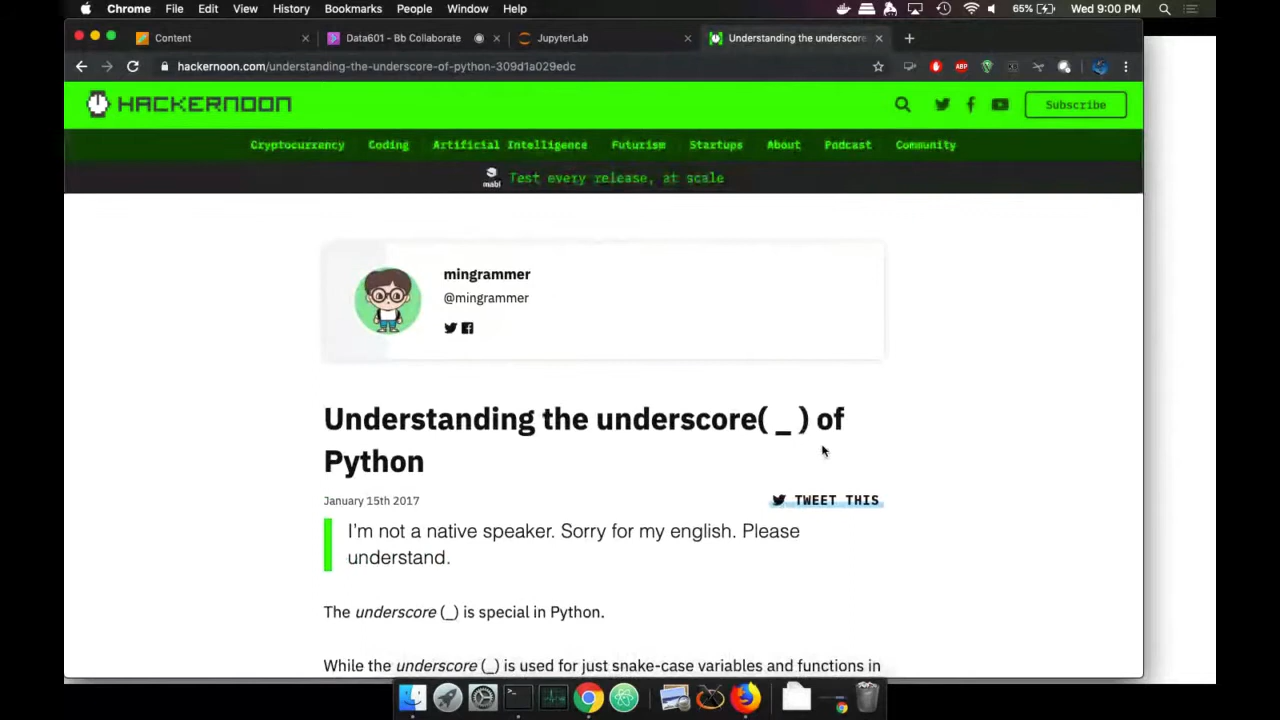 Chrome File Edit View History Bookmarks People Window Help 65% Wed 9:00 PM
Content Data601 - Bb Collaborate JupyterLab Understanding the underscore
hackernoon.com/understanding-the-underscore-of-python-309d1a029edc
HACKERNOON Subscribe
Cryptocurrency Coding Artificial Intelligence Futurism Startups About Podcast Community
mabl Test every release, at scale
mingrammer
@mingrammer
Understanding the underscore( _ ) of
Python
January 15th 2017 TWEET THIS
I'm not a native speaker. Sorry for my english. Please
understand.
The underscore (_) is special in Python.
While the underscore (_) is used for just snake-case variables and functions in